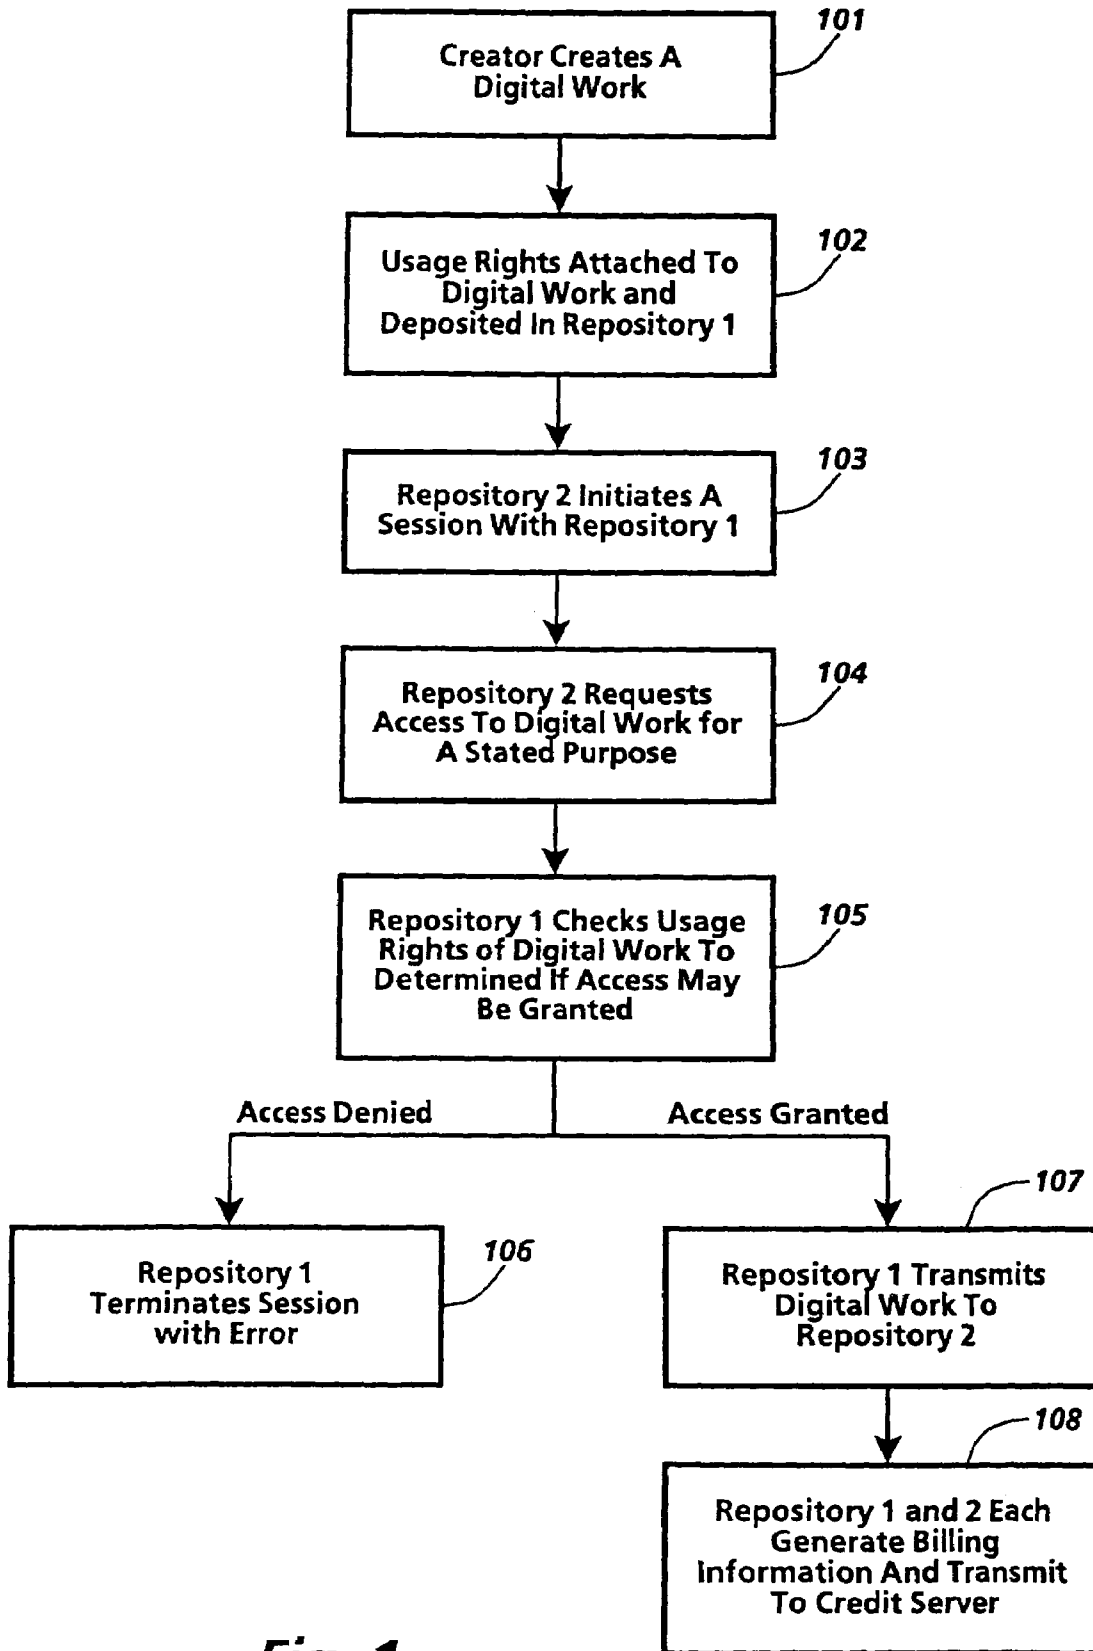 101
Creator Creates A
Digital Work
102
Usage Rights Attached To
Digital Work and
Deposited In Repository 1
103
Repository 2 Initiates A
Session With Repository 1
104
Repository 2 Requests
Access To Digital Work for
A Stated Purpose
105
Repository 1 Checks Usage
Rights of Digital Work To
Determined If Access May
Be Granted
Access Denied
Access Granted
106
Repository 1
Terminates Session
with Error
107
Repository 1 Transmits
Digital Work To
Repository 2
108
Repository 1 and 2 Each
Generate Billing
Information And Transmit
To Credit Server
Fig. 1